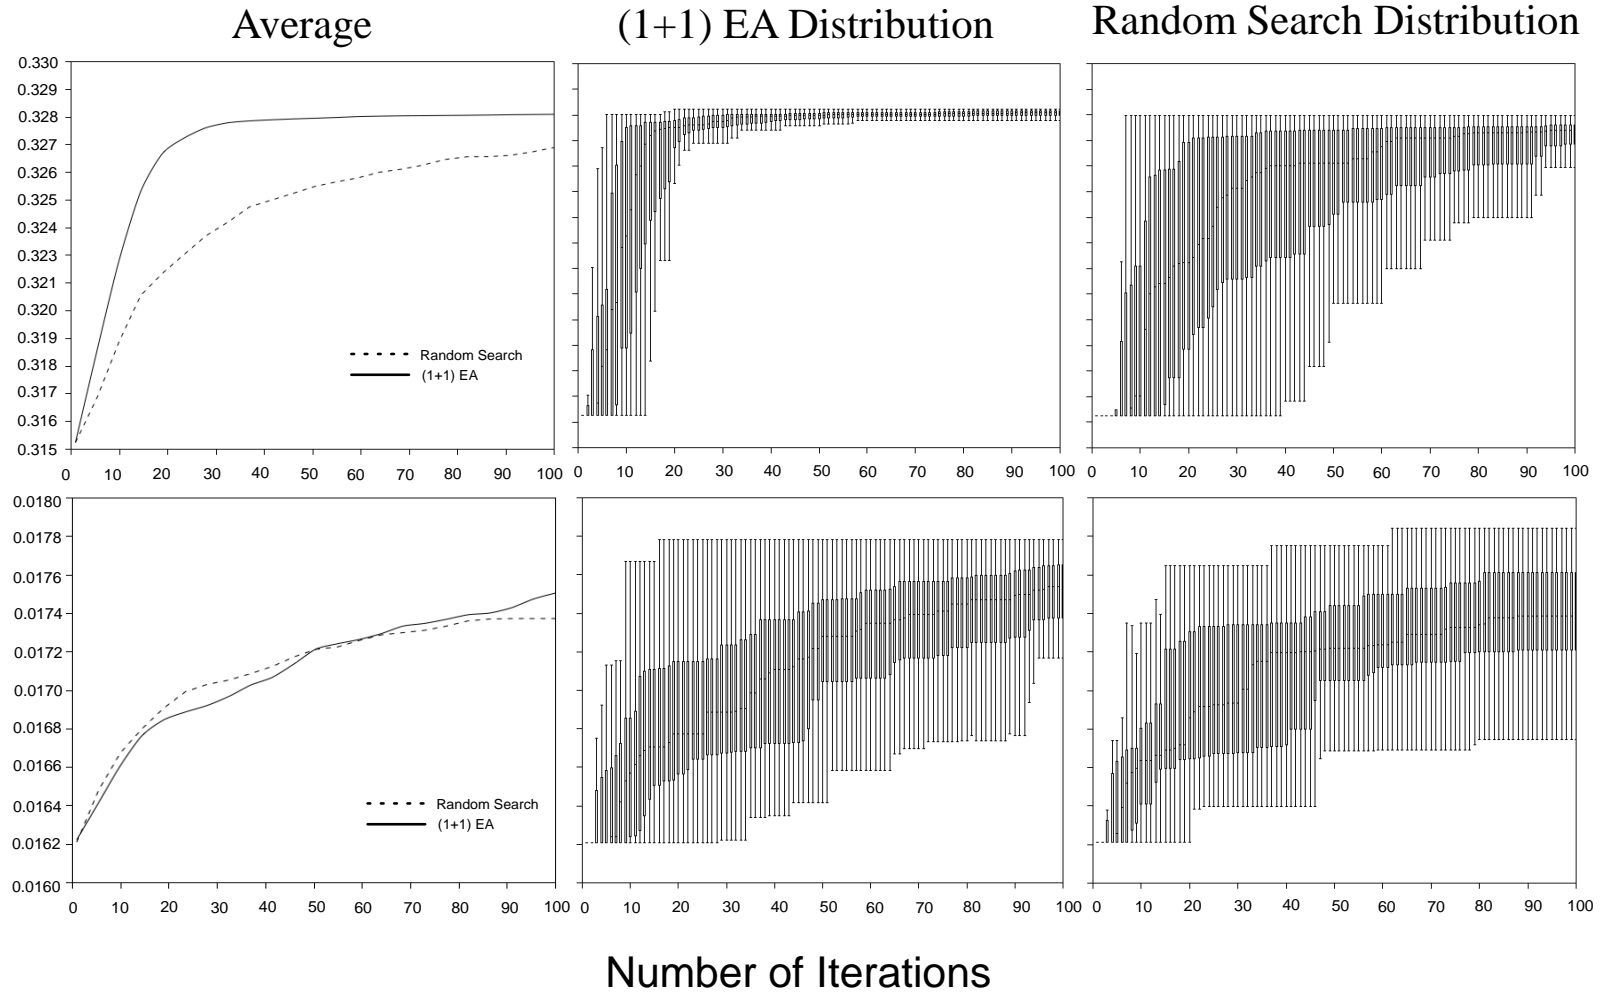 Average
(1+1) EA Distribution
Random Search Distribution
0.330
0.329
0.328
0.327
0.326
0.325
0.324
0.323
0.321
0.320
0.319
0.318
0.317
0.316
0.315
Random Search
(1+1) EA
0 10 20 30 40 50 60 70 80 90 100
0 10 20 30 40 50 60 70 80 90 100
0 10 20 30 40 50 60 70 80 90 100
0.0180
0.0178
0.0176
0.0174
0.0172
0.0170
0.0168
0.0166
0.0164
0.0162
0.0160
Random Search
(1+1) EA
0 10 20 30 40 50 60 70 80 90 100
0 10 20 30 40 50 60 70 80 90 100
0 10 20 30 40 50 60 70 80 90 100
Number of Iterations